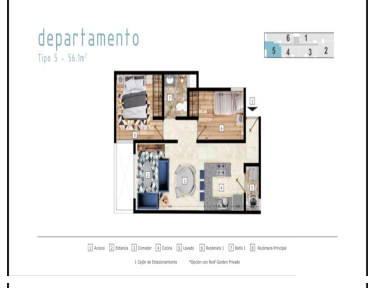 departamento
Tipo 5 - 56.1m²
6 1
5 4 3 2
1 Acceso 2 Estancia 3 Comedor 4 Cocina 5 Lavado 6 Recámara 1 7 Baño 1 8 Recámara Principal
1 Cajón de Estacionamiento *Opción con Roof Garden Privado